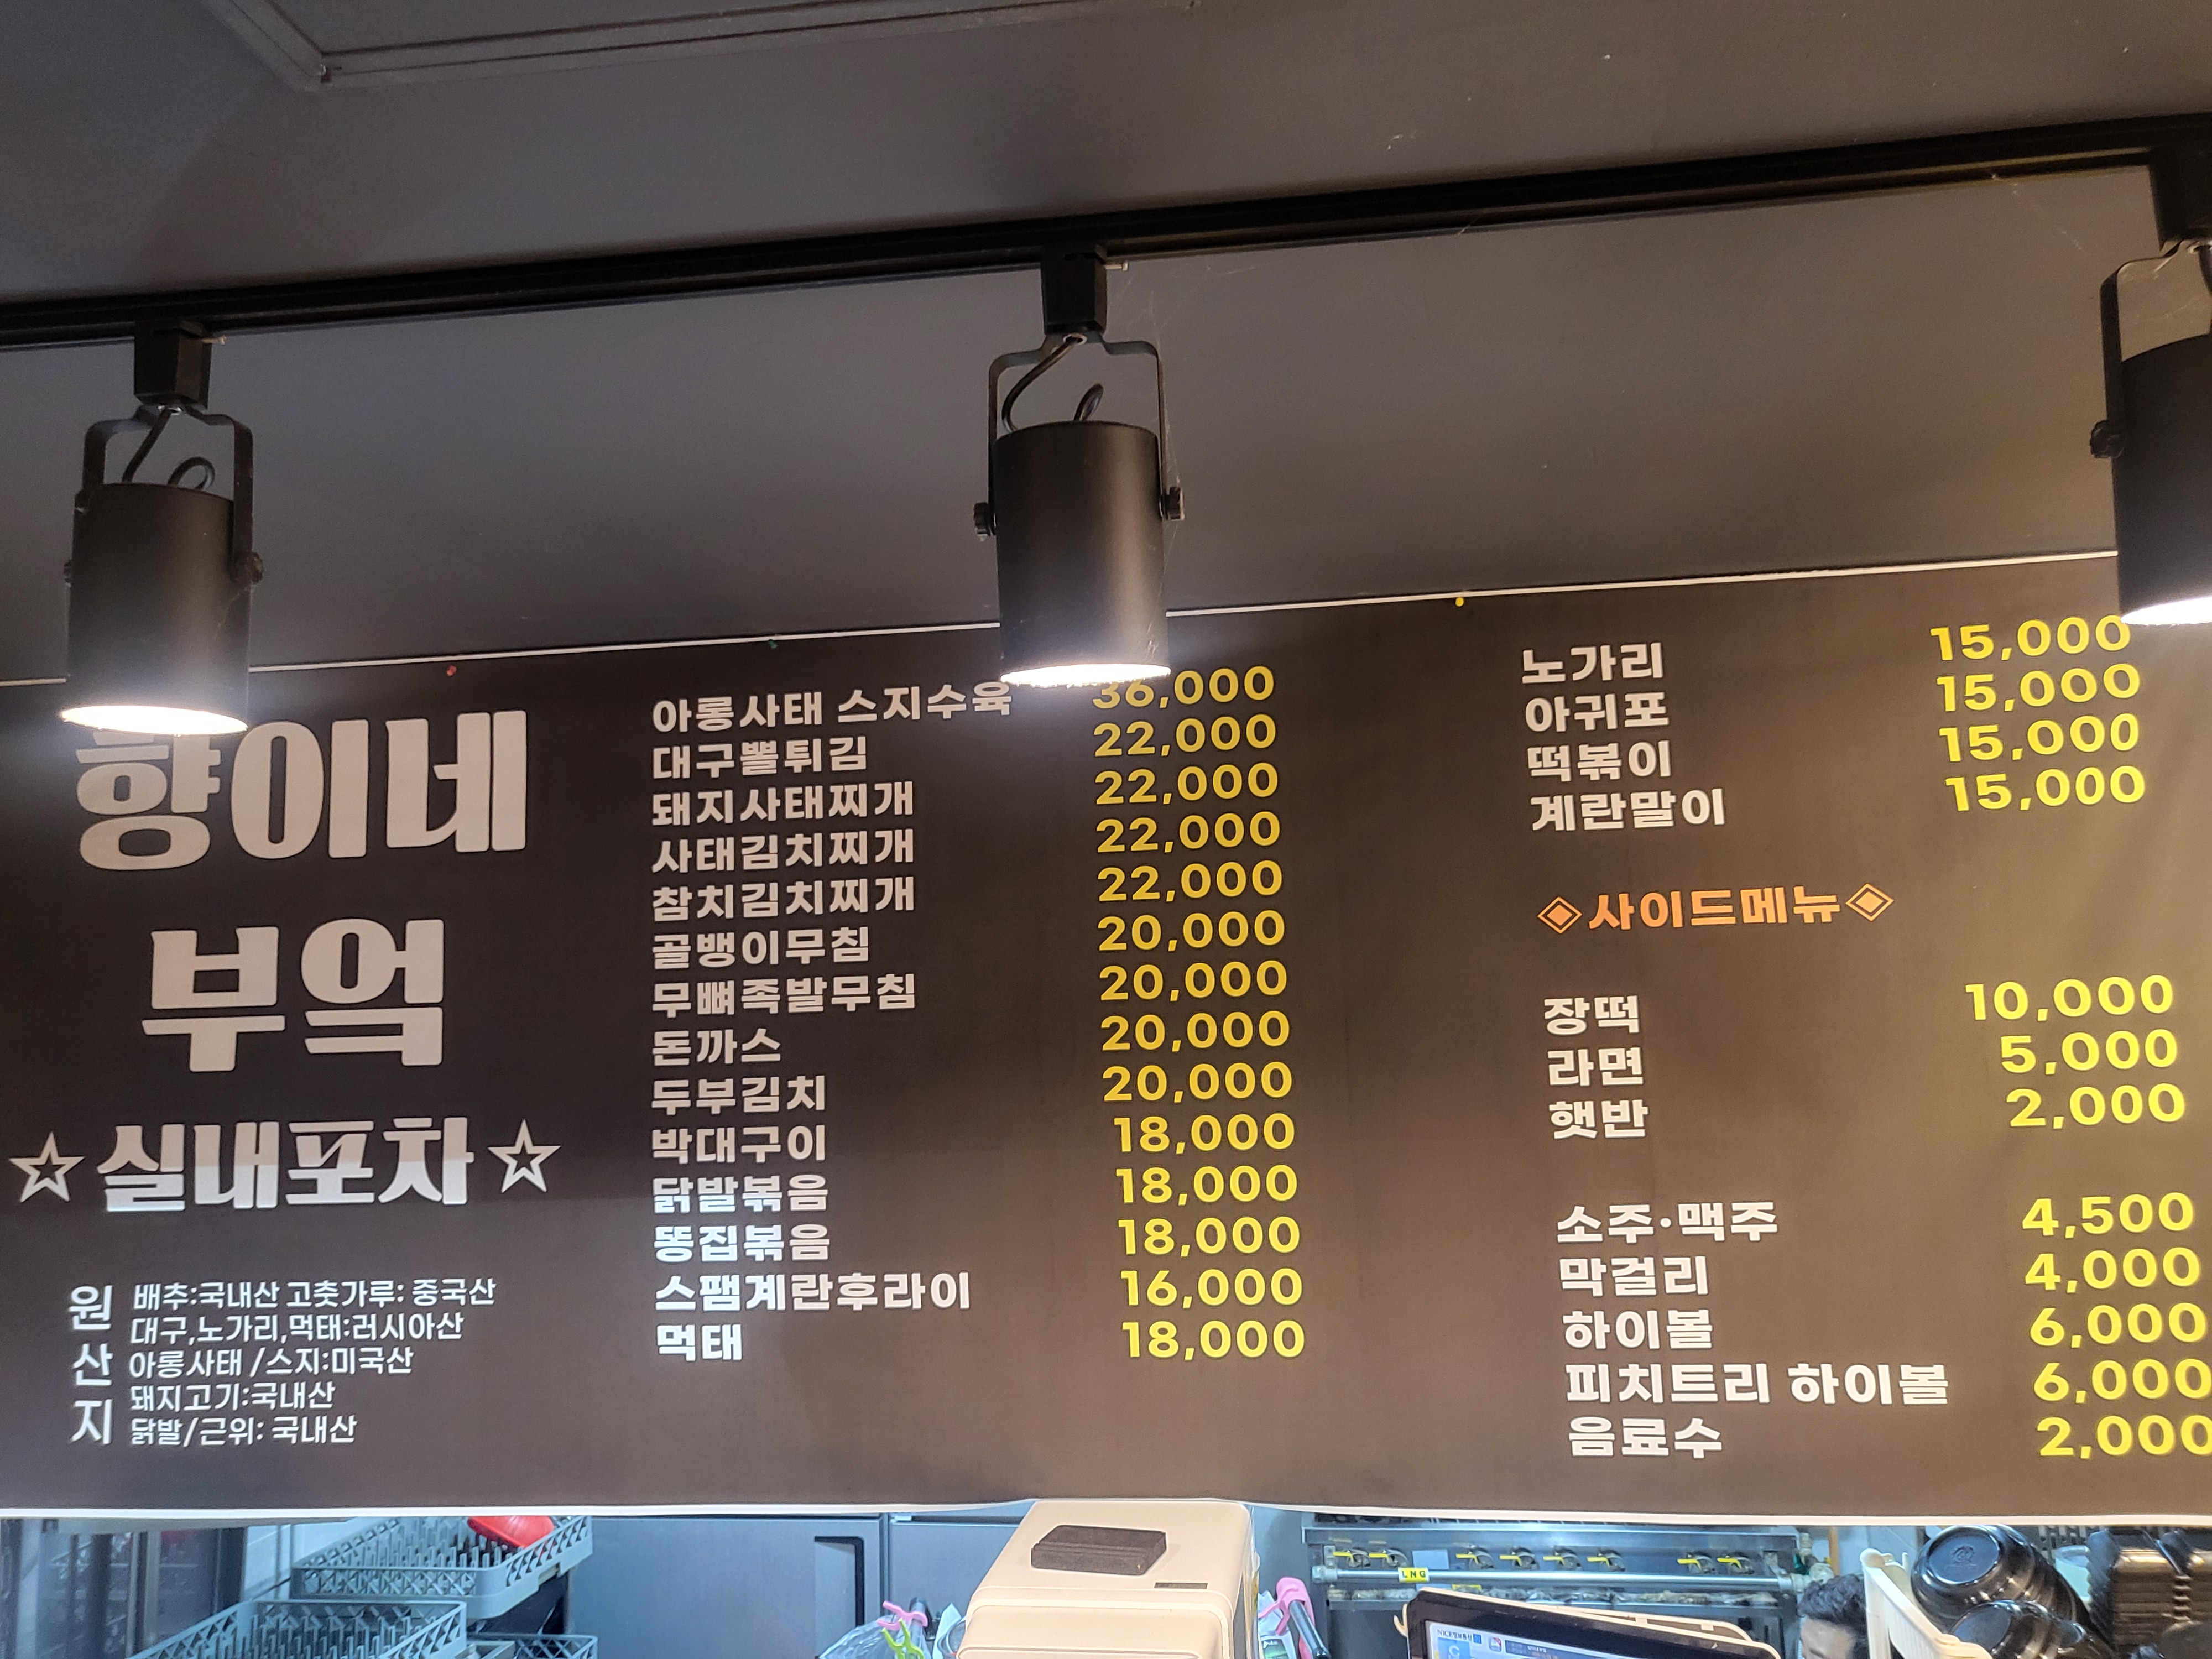 향이네
부엌
☆실내포차☆
원산지
배추:국내산 고춧가루: 중국산
대구,노가리,먹태:러시아산
아롱사태 /스지:미국산
돼지고기:국내산
닭발/근위: 국내산
아롱사태 스지수육 36,000
대구뽈튀김 22,000
돼지사태찌개 22,000
사태김치찌개 22,000
참치김치찌개 22,000
골뱅이무침 20,000
무뼈족발무침 20,000
돈까스 20,000
두부김치 20,000
박대구이 18,000
닭발볶음 18,000
똥집볶음 18,000
스팸계란후라이 16,000
먹태 18,000
노가리 15,000
아귀포 15,000
떡볶이 15,000
계란말이 15,000
◈사이드메뉴◈
장떡 10,000
라면 5,000
햇반 2,000
소주·맥주 4,500
막걸리 4,000
하이볼 6,000
피치트리 하이볼 6,000
음료수 2,000
LNG
NICE정보통신